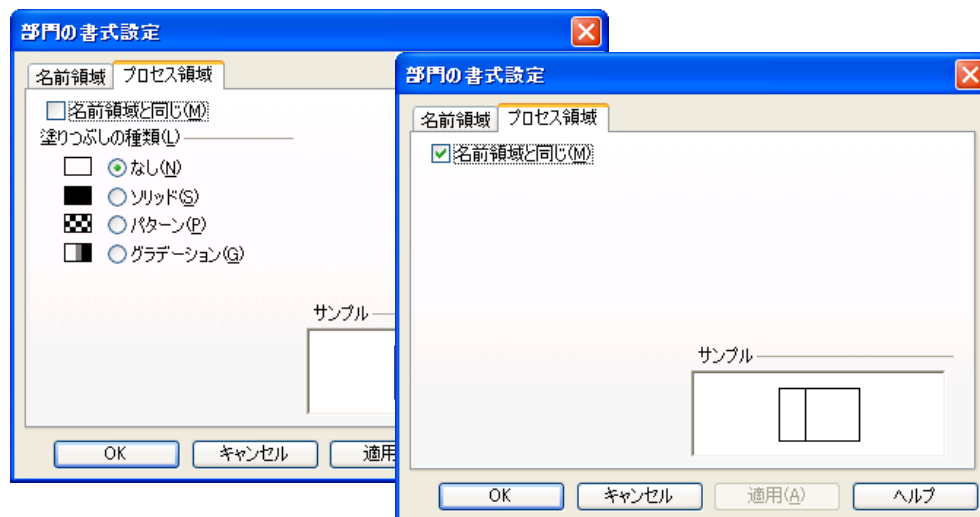 部門の書式設定
名前領域 プロセス領域
名前領域と同じ(M)
塗りつぶしの種類(L)
なし(N)
ソリッド(S)
パターン(P)
グラデーション(G)
サンプル
OK キャンセル 適用
部門の書式設定
名前領域 プロセス領域
名前領域と同じ(M)
サンプル
OK キャンセル 適用(A) ヘルプ